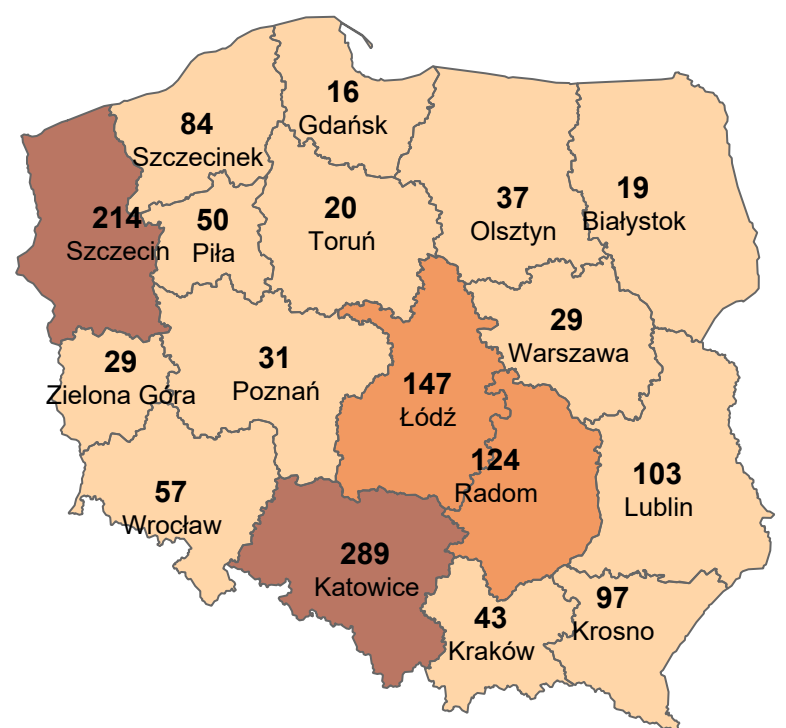 16
Gdańsk
84
Szczecinek
214
Szczecin
50
Piła
20
Toruń
37
Olsztyn
19
Białystok
29
Zielona Góra
31
Poznań
147
Łódź
29
Warszawa
57
Wrocław
289
Katowice
124
Radom
103
Lublin
43
Kraków
97
Krosno